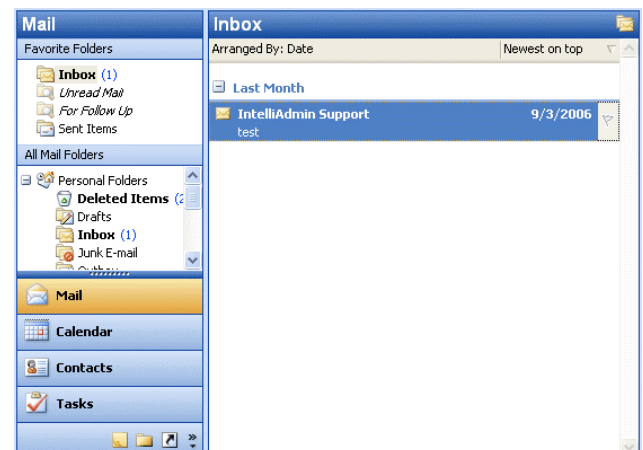 Mail
Favorite Folders
Inbox (1)
Unread Mail
For Follow Up
Sent Items
All Mail Folders
Personal Folders
Deleted Items (2
Drafts
Inbox (1)
Junk E-mail
Outbox
Mail
Calendar
Contacts
Tasks
Inbox
Arranged By: Date
Newest on top
Last Month
IntelliAdmin Support 9/3/2006
test